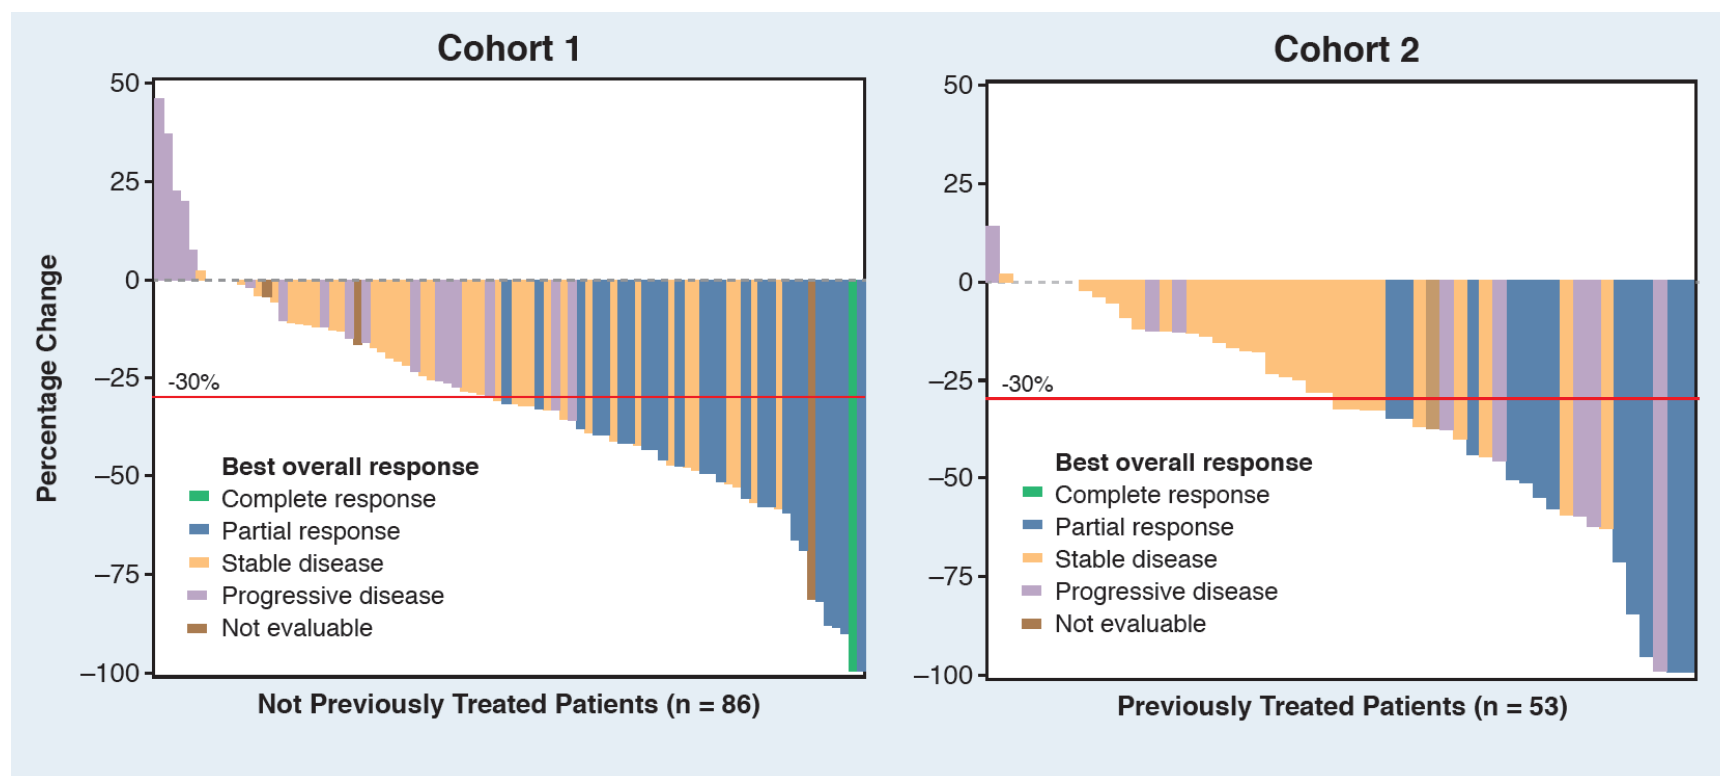 Cohort 1
Percentage Change
50
25
0
–25
–50
–75
–100
-30%
Best overall response
Complete response
Partial response
Stable disease
Progressive disease
Not evaluable
Not Previously Treated Patients (n = 86)
Cohort 2
50
25
0
–25
–50
–75
–100
-30%
Best overall response
Complete response
Partial response
Stable disease
Progressive disease
Not evaluable
Previously Treated Patients (n = 53)